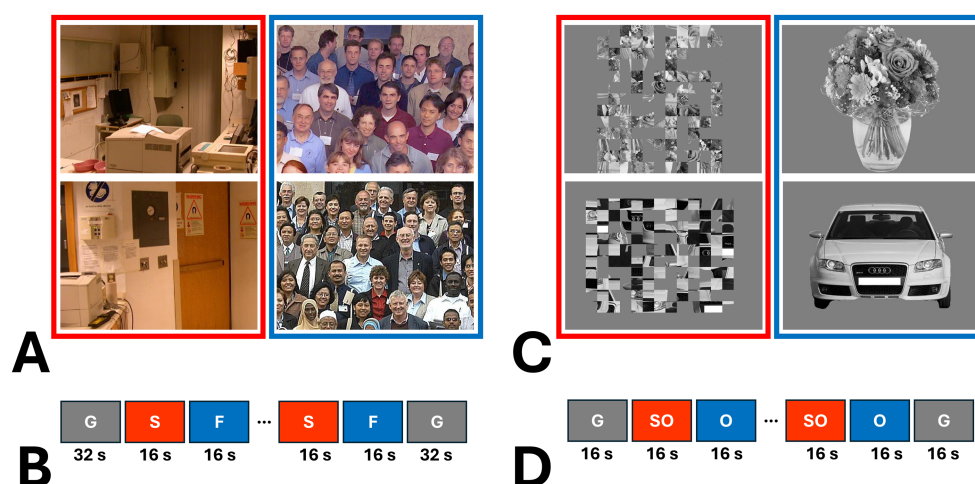 A
C
G S F ... S F G
32 s 16 s 16 s 16 s 16 s 32 s
B
G SO O ... SO O G
16 s 16 s 16 s 16 s 16 s 16 s
D